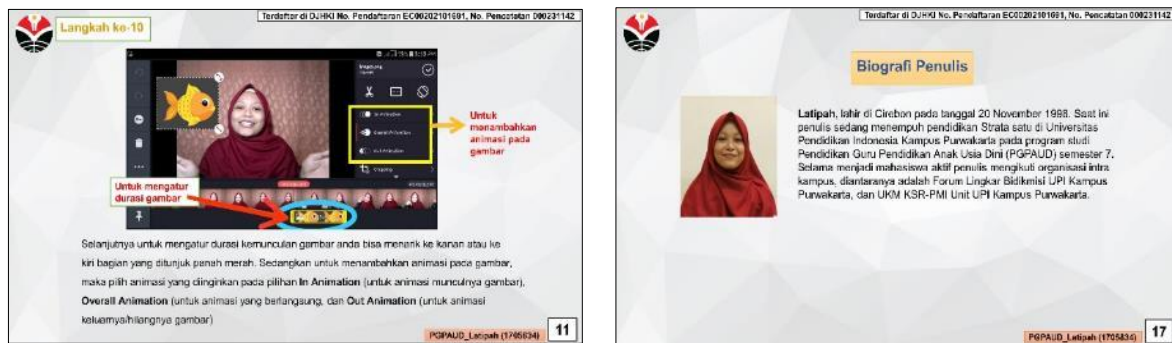 Terdaftar di DJHKI No. Pendaftaran EC00202101691, No. Pencatatan 000231142
Langkah ke-10
In Animation
Overall Animation
Out Animation
Cropping
Untuk
menambahkan
animasi pada
gambar
Untuk mengatur
durasi gambar
Selanjutnya untuk mengatur durasi kemunculan gambar anda bisa menarik ke kanan atau ke
kiri bagian yang ditunjuk panah merah. Sedangkan untuk menambahkan animasi pada gambar,
maka pilih animasi yang diinginkan pada pilihan In Animation (untuk animasi munculnya gambar),
Overall Animation (untuk animasi yang berlangsung, dan Out Animation (untuk animasi
keluarnya/hilangnya gambar)
PGPAUD_Latipah (1705834)
11
Terdaftar di DJHKI No. Pendaftaran EC00202101691, No. Pencatatan 000231142
Biografi Penulis
Latipah, lahir di Cirebon pada tanggal 20 November 1998. Saat ini
penulis sedang menempuh pendidikan Strata satu di Universitas
Pendidikan Indonesia Kampus Purwakarta pada program studi
Pendidikan Guru Pendidikan Anak Usia Dini (PGPAUD) semester 7.
Selama menjadi mahasiswa aktif penulis mengikuti organisasi intra
kampus, diantaranya adalah Forum Lingkar Bidikmisi UPI Kampus
Purwakarta, dan UKM KSR-PMI Unit UPI Kampus Purwakarta.
PGPAUD_Latipah (1705834)
17